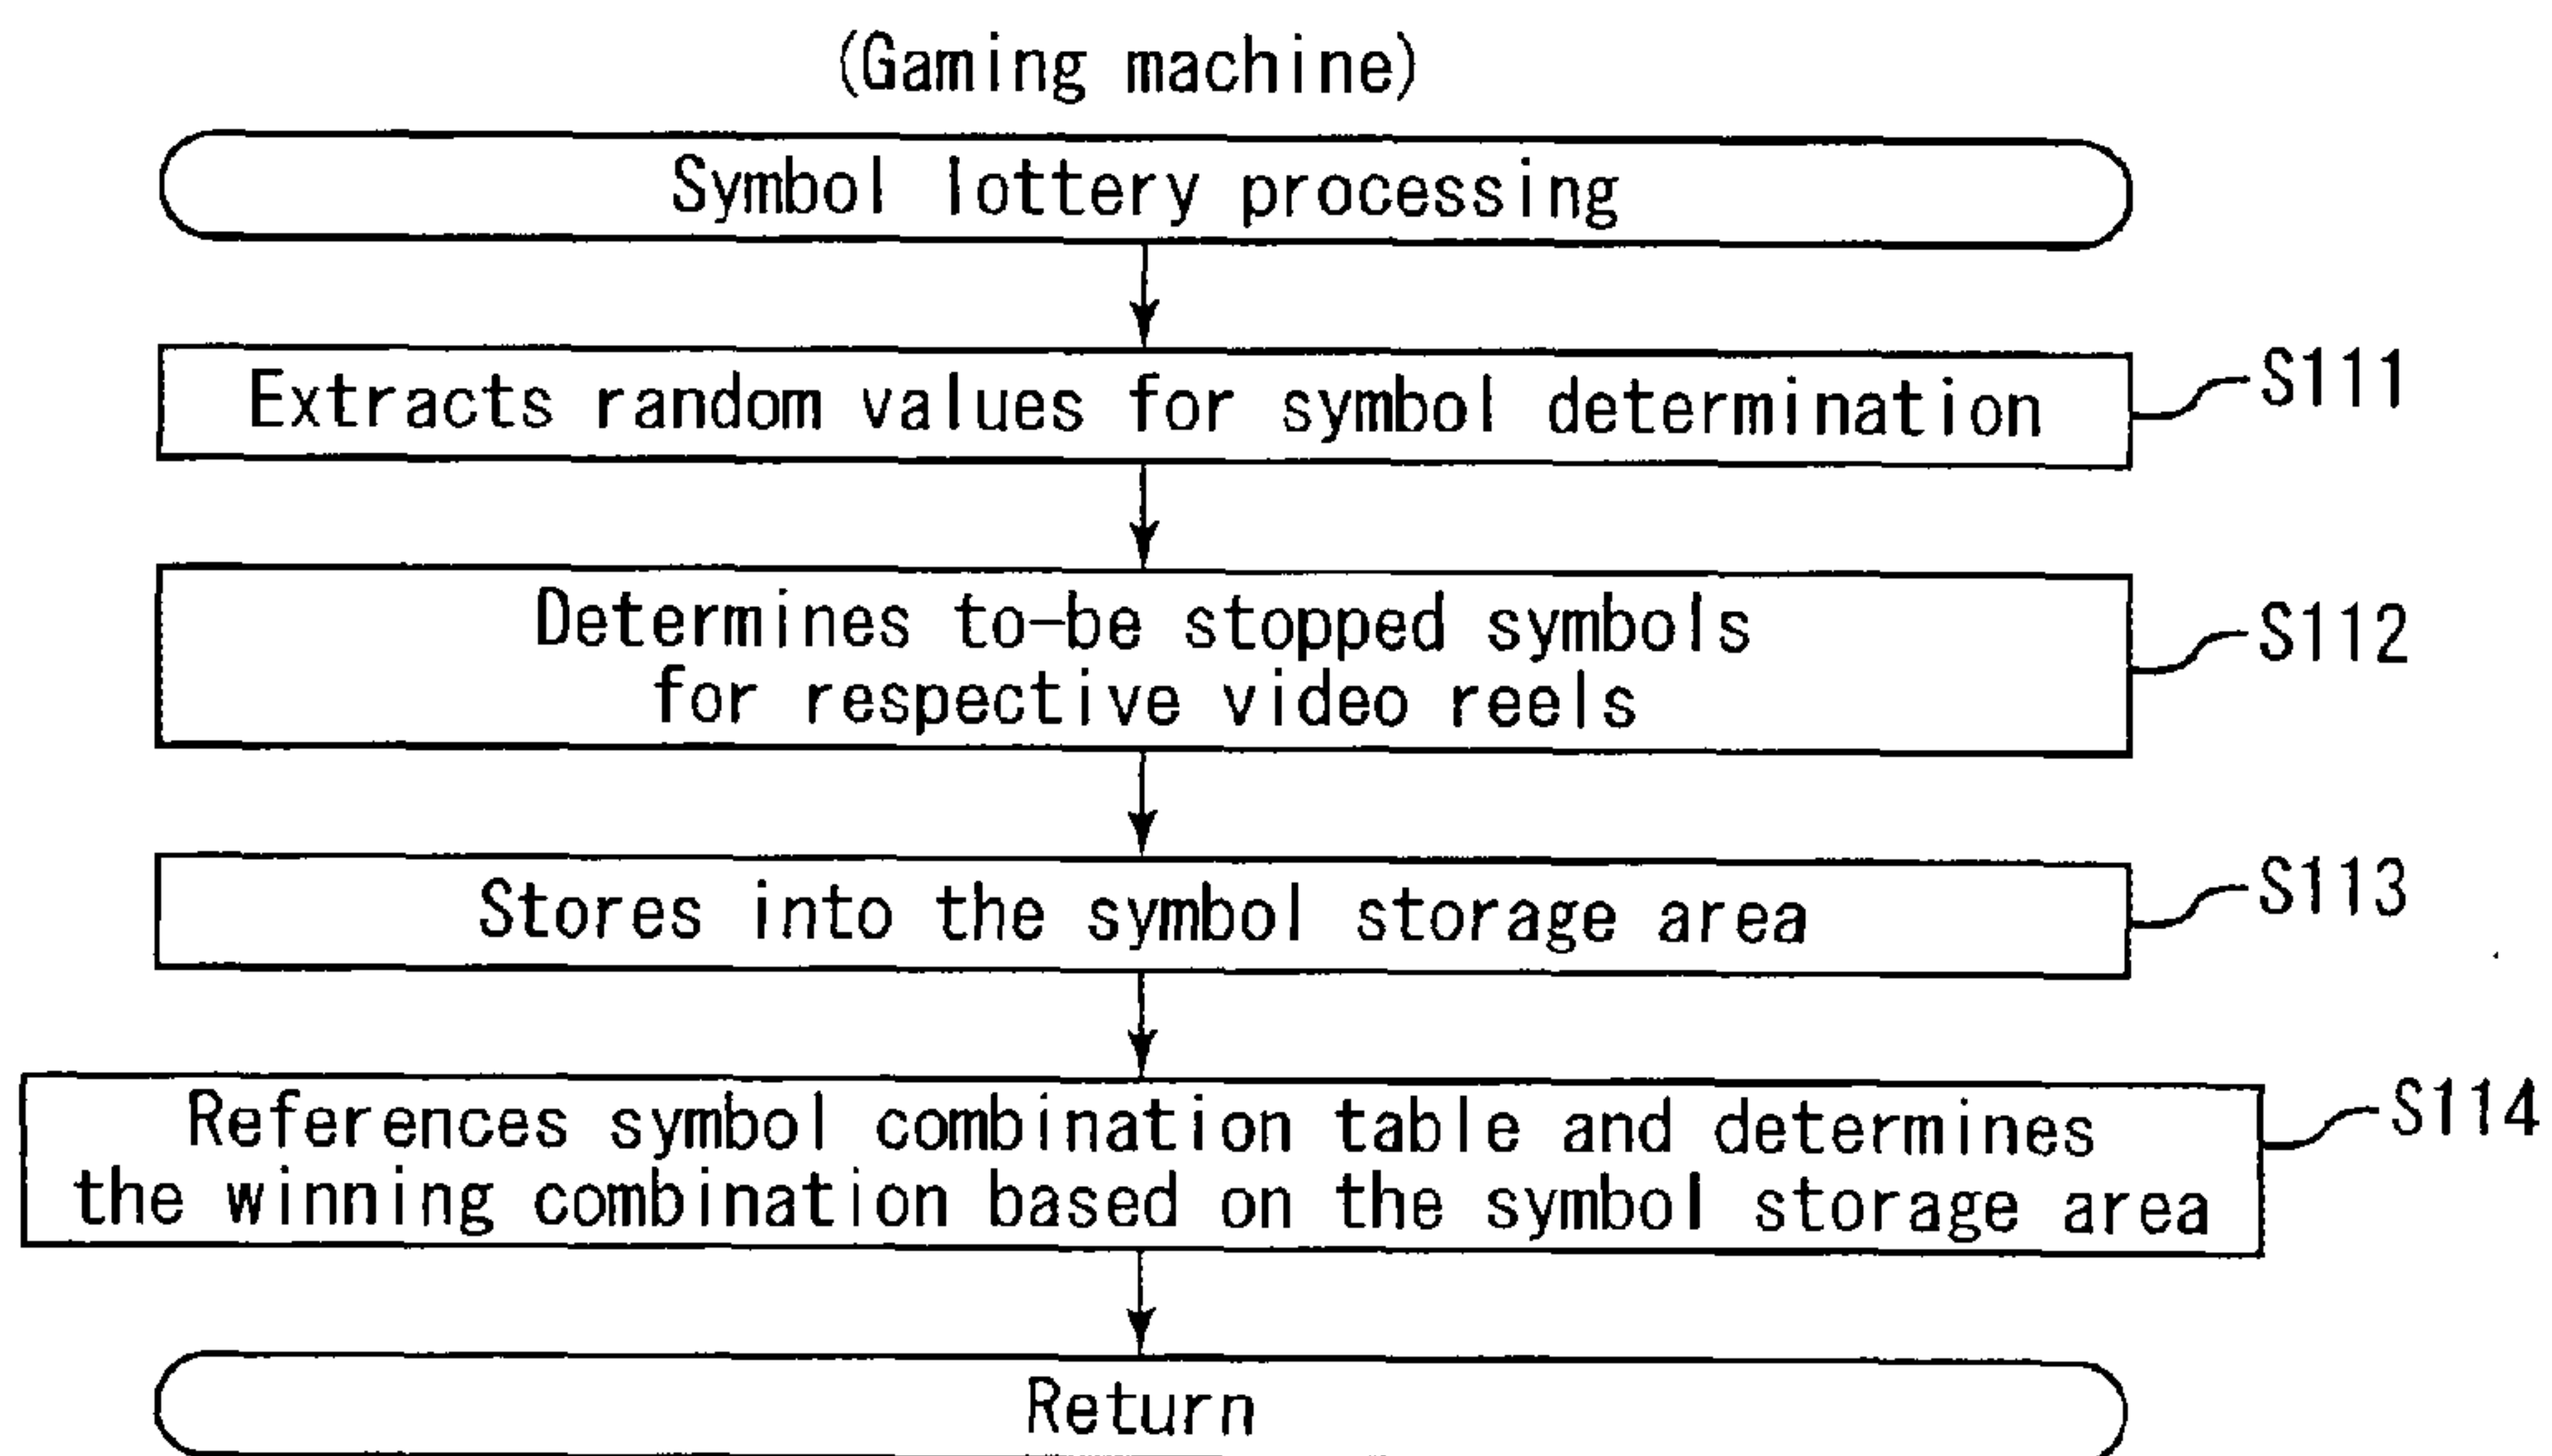 (Gaming machine)
Symbol lottery processing
Extracts random values for symbol determination
S111
Determines to-be stopped symbols
for respective video reels
S112
Stores into the symbol storage area
S113
References symbol combination table and determines
the winning combination based on the symbol storage area
S114
Return